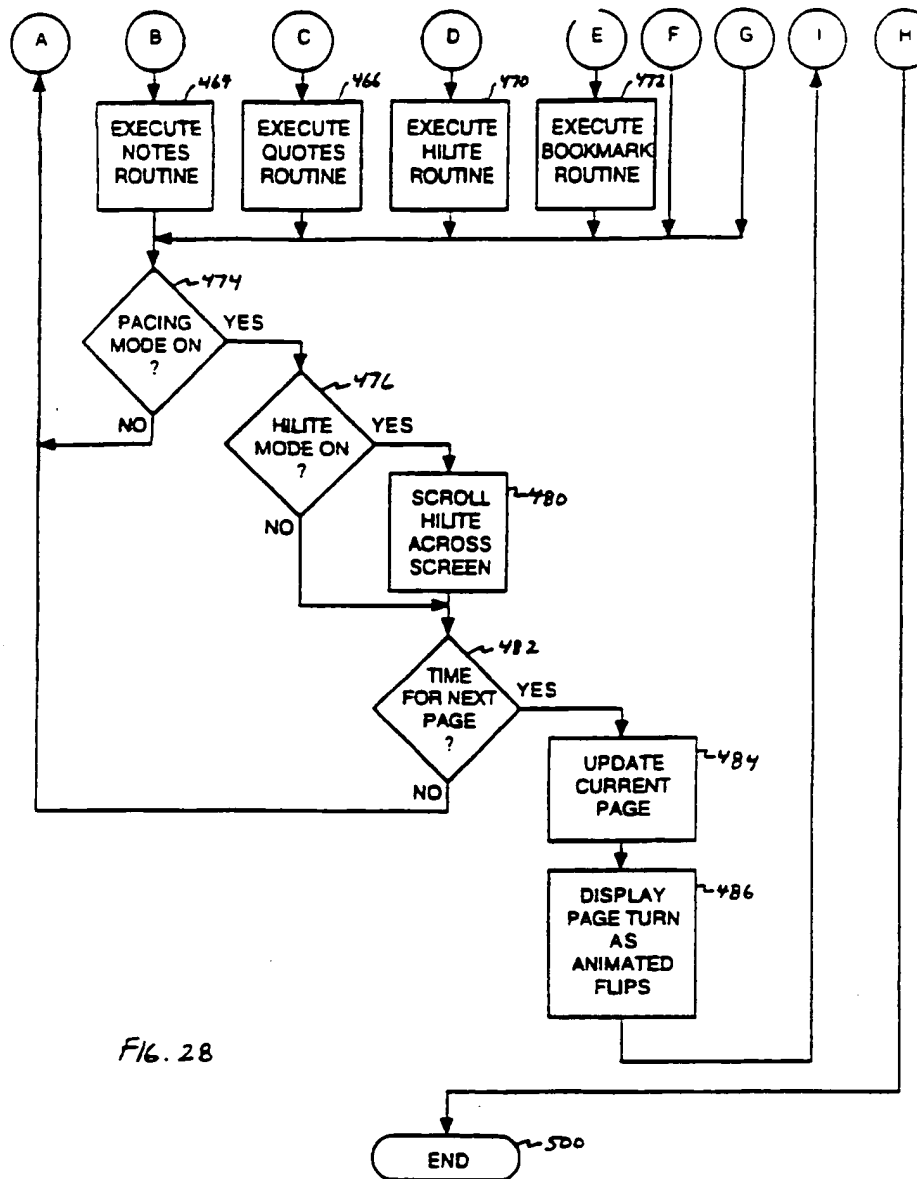 A B C D E F G I H
464 466 470 472
EXECUTE
NOTES
ROUTINE
EXECUTE
QUOTES
ROUTINE
EXECUTE
HILITE
ROUTINE
EXECUTE
BOOKMARK
ROUTINE
474
PACING
MODE ON
?
YES
NO
476
HILITE
MODE ON
?
YES
NO
480
SCROLL
HILITE
ACROSS
SCREEN
482
TIME
FOR NEXT
PAGE
?
YES
NO
484
UPDATE
CURRENT
PAGE
486
DISPLAY
PAGE TURN
AS
ANIMATED
FLIPS
FIG. 28
500
END